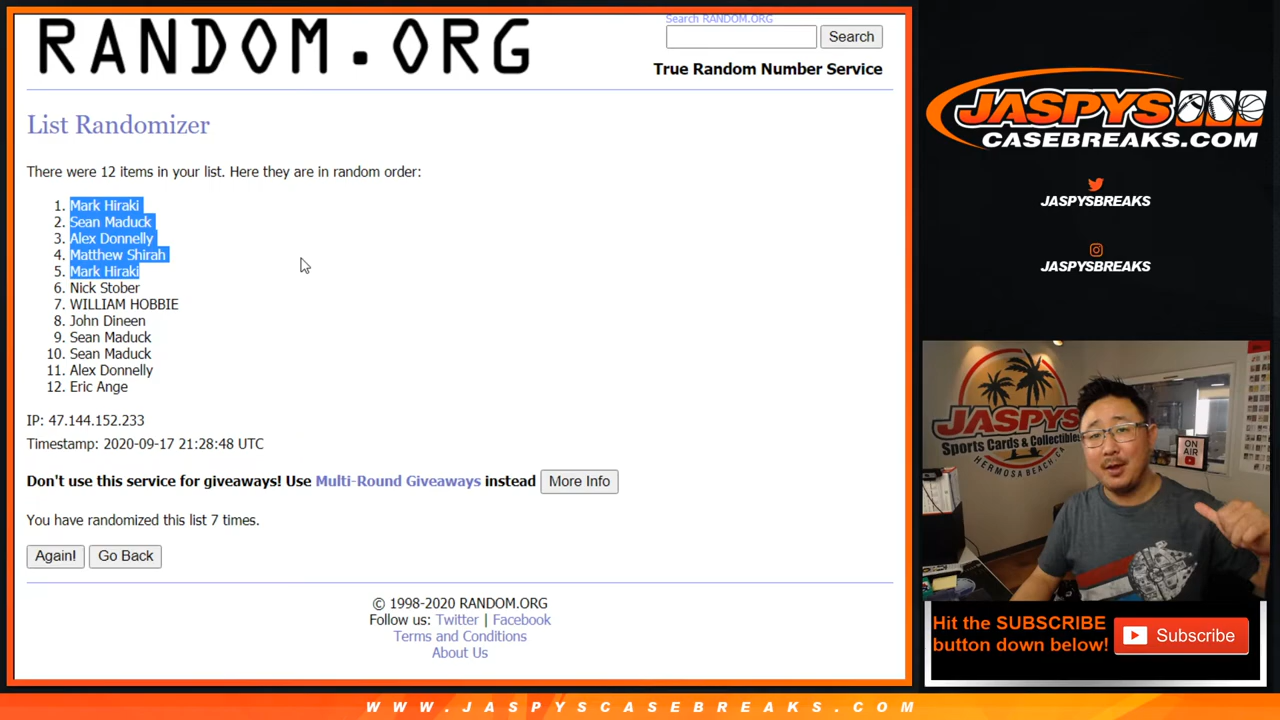 RANDOM.ORG
Search RANDOM.ORG
Search
True Random Number Service
List Randomizer
There were 12 items in your list. Here they are in random order:
1. Mark Hiraki
2. Sean Maduck
3. Alex Donnelly
4. Matthew Shirah
5. Mark Hiraki
6. Nick Stober
7. WILLIAM HOBBIE
8. John Dineen
9. Sean Maduck
10. Sean Maduck
11. Alex Donnelly
12. Eric Ange
IP: 47.144.152.233
Timestamp: 2020-09-17 21:28:48 UTC
Don't use this service for giveaways! Use Multi-Round Giveaways instead More Info
You have randomized this list 7 times.
Again! Go Back
© 1998-2020 RANDOM.ORG
Follow us: Twitter | Facebook
Terms and Conditions
About Us
JASPYS
CASEBREAKS.COM
JASPYSBREAKS
JASPYSBREAKS
JASPYS
Sports Cards & Collectibles
HERMOSA BEACH, CA
ON
AIR
Hit the SUBSCRIBE
button down below!
Subscribe
WWW.JASPYSCASEBREAKS.COM